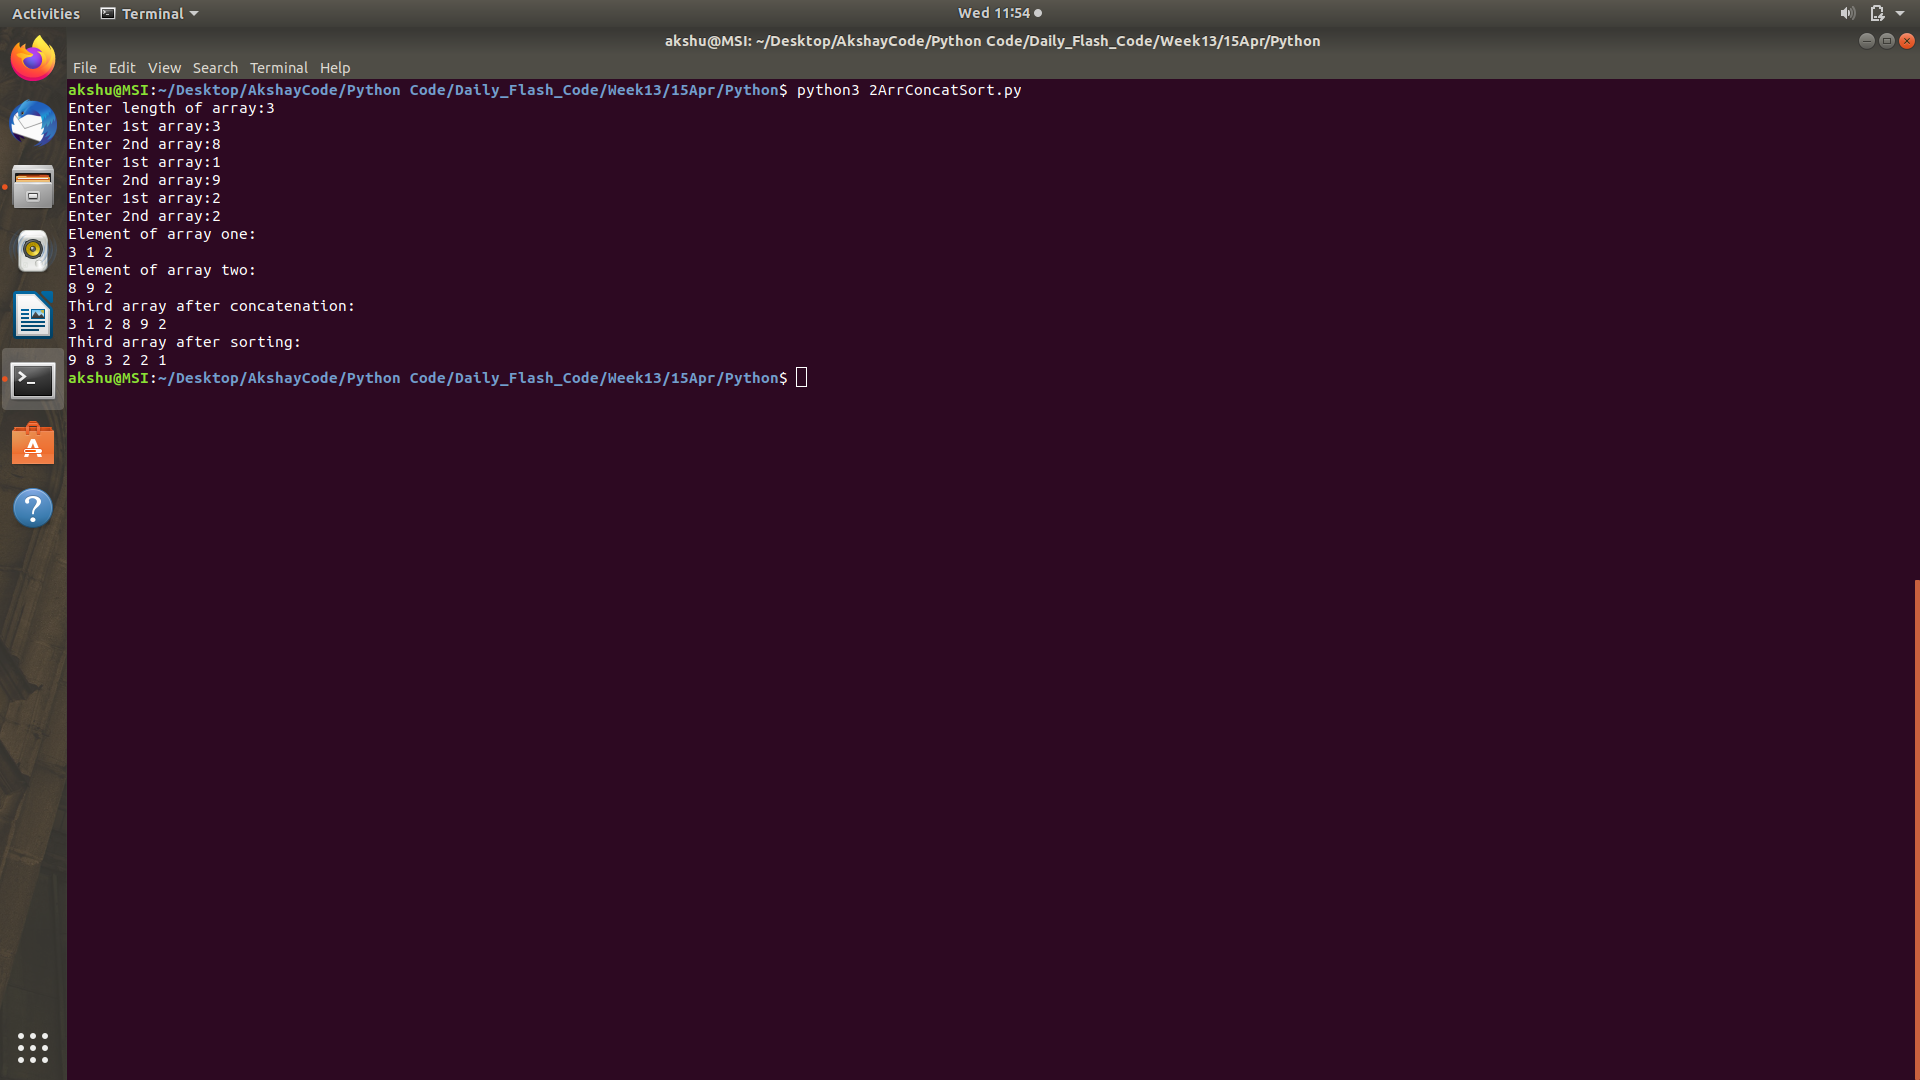 Activities Terminal Wed 11:54
akshu@MSI: ~/Desktop/AkshayCode/Python Code/Daily_Flash_Code/Week13/15Apr/Python
File Edit View Search Terminal Help
akshu@MSI:~/Desktop/AkshayCode/Python Code/Daily_Flash_Code/Week13/15Apr/Python$ python3 2ArrConcatSort.py
Enter length of array:3
Enter 1st array:3
Enter 2nd array:8
Enter 1st array:1
Enter 2nd array:9
Enter 1st array:2
Enter 2nd array:2
Element of array one:
3 1 2
Element of array two:
8 9 2
Third array after concatenation:
3 1 2 8 9 2
Third array after sorting:
9 8 3 2 2 1
akshu@MSI:~/Desktop/AkshayCode/Python Code/Daily_Flash_Code/Week13/15Apr/Python$